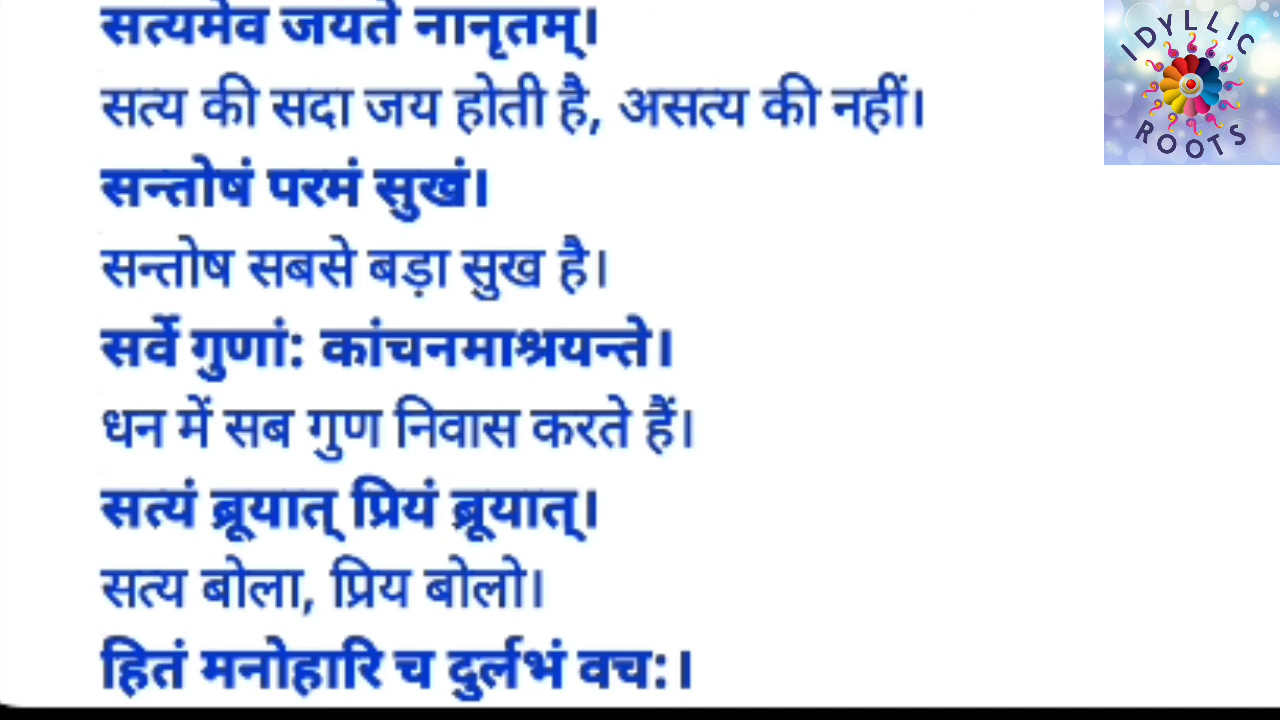 सत्यमेव जयते नानृतम्।
सत्य की सदा जय होती है, असत्य की नहीं।
सन्तोषं परमं सुखं।
सन्तोष सबसे बड़ा सुख है।
सर्वे गुणां: कांचनमाश्रयन्ते।
धन में सब गुण निवास करते हैं।
सत्यं ब्रूयात् प्रियं ब्रूयात्।
सत्य बोला, प्रिय बोलो।
हितं मनोहारि च दुर्लभं वच:।
IDYLLIC
ROOTS